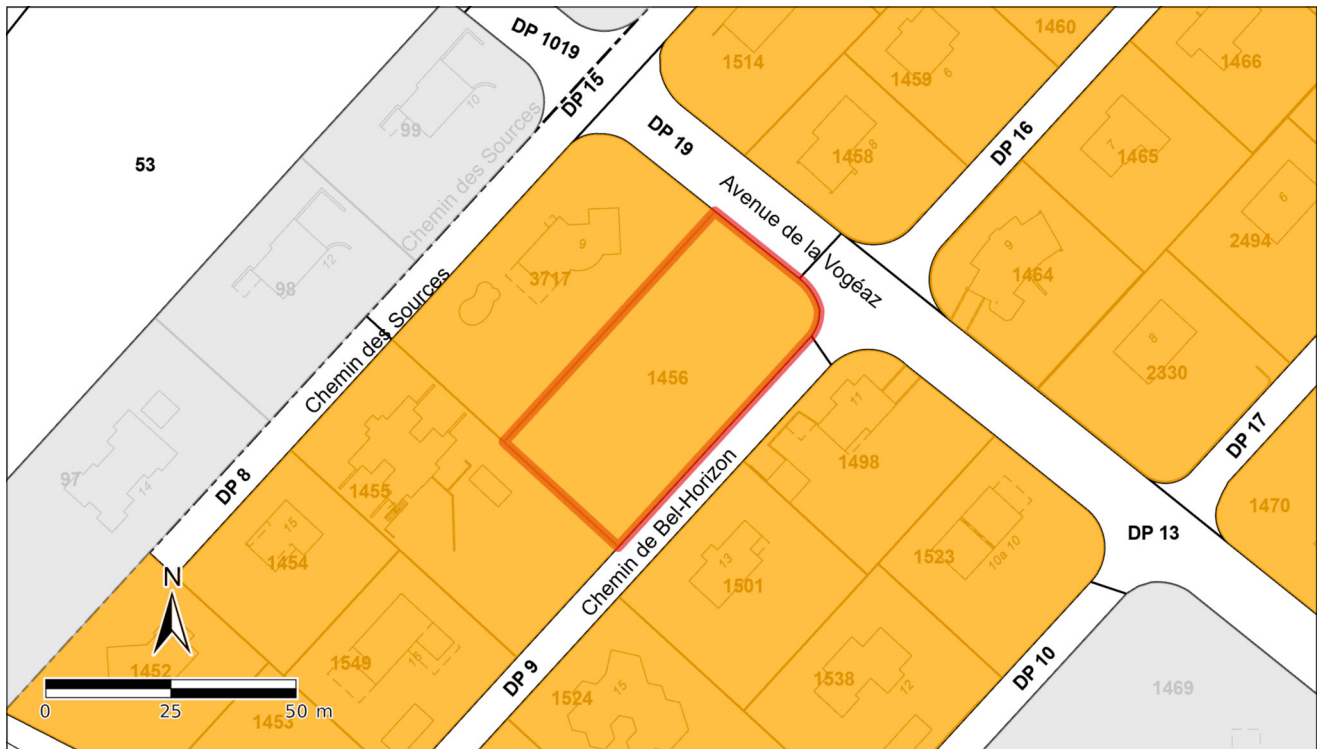 DP 1019
1514
1459
6
1460
1466
53
99
10
DP 15
DP 19
1458
8
DP 16
7
1465
Chemin des Sources
Avenue de la Vogéaz
6
2494
98
12
9
3717
9
1464
Chemin des Sources
8
2330
1456
11
1498
97
14
DP 8
1455
Chemin de Bel-Horizon
DP 17
1470
15
1454
13
1501
1523
10a 10
DP 13
N
1452
1549
16
DP 9
1524
15
1538
12
DP 10
1469
1453
0 25 50 m